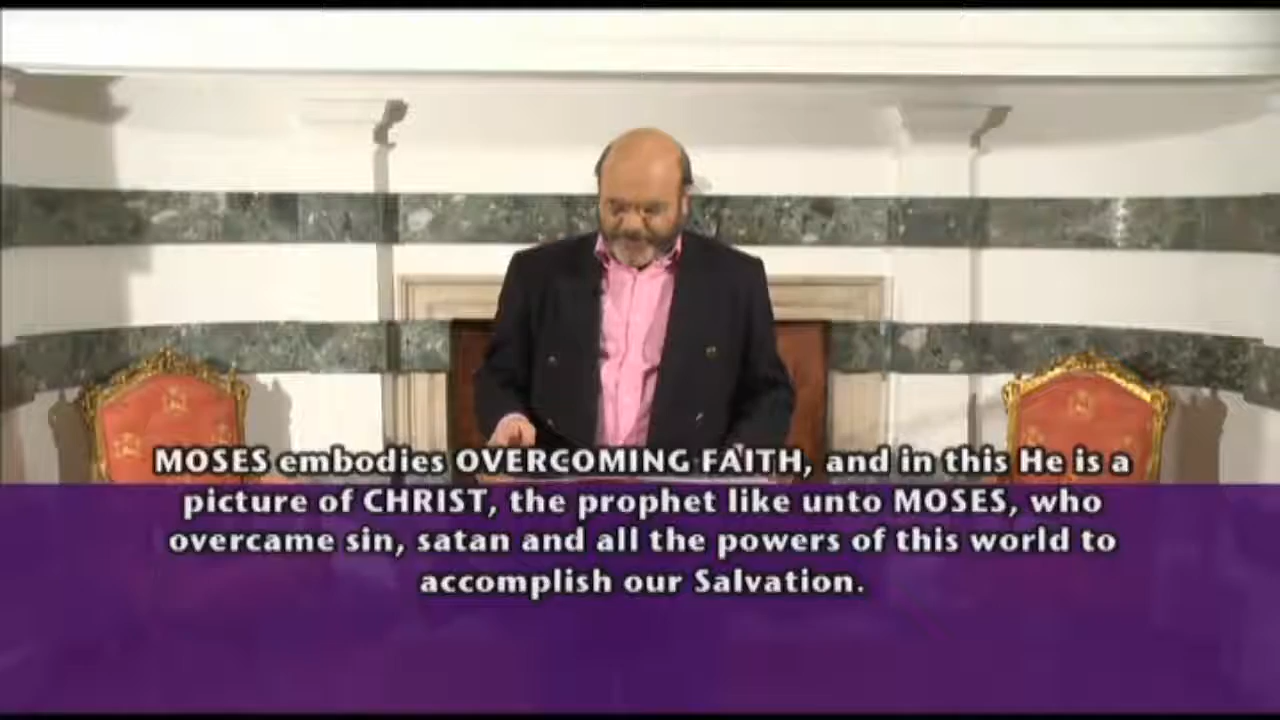 MOSES embodies OVERCOMING FAITH, and in this He is a
picture of CHRIST, the prophet like unto MOSES, who
overcame sin, satan and all the powers of this world to
accomplish our Salvation.